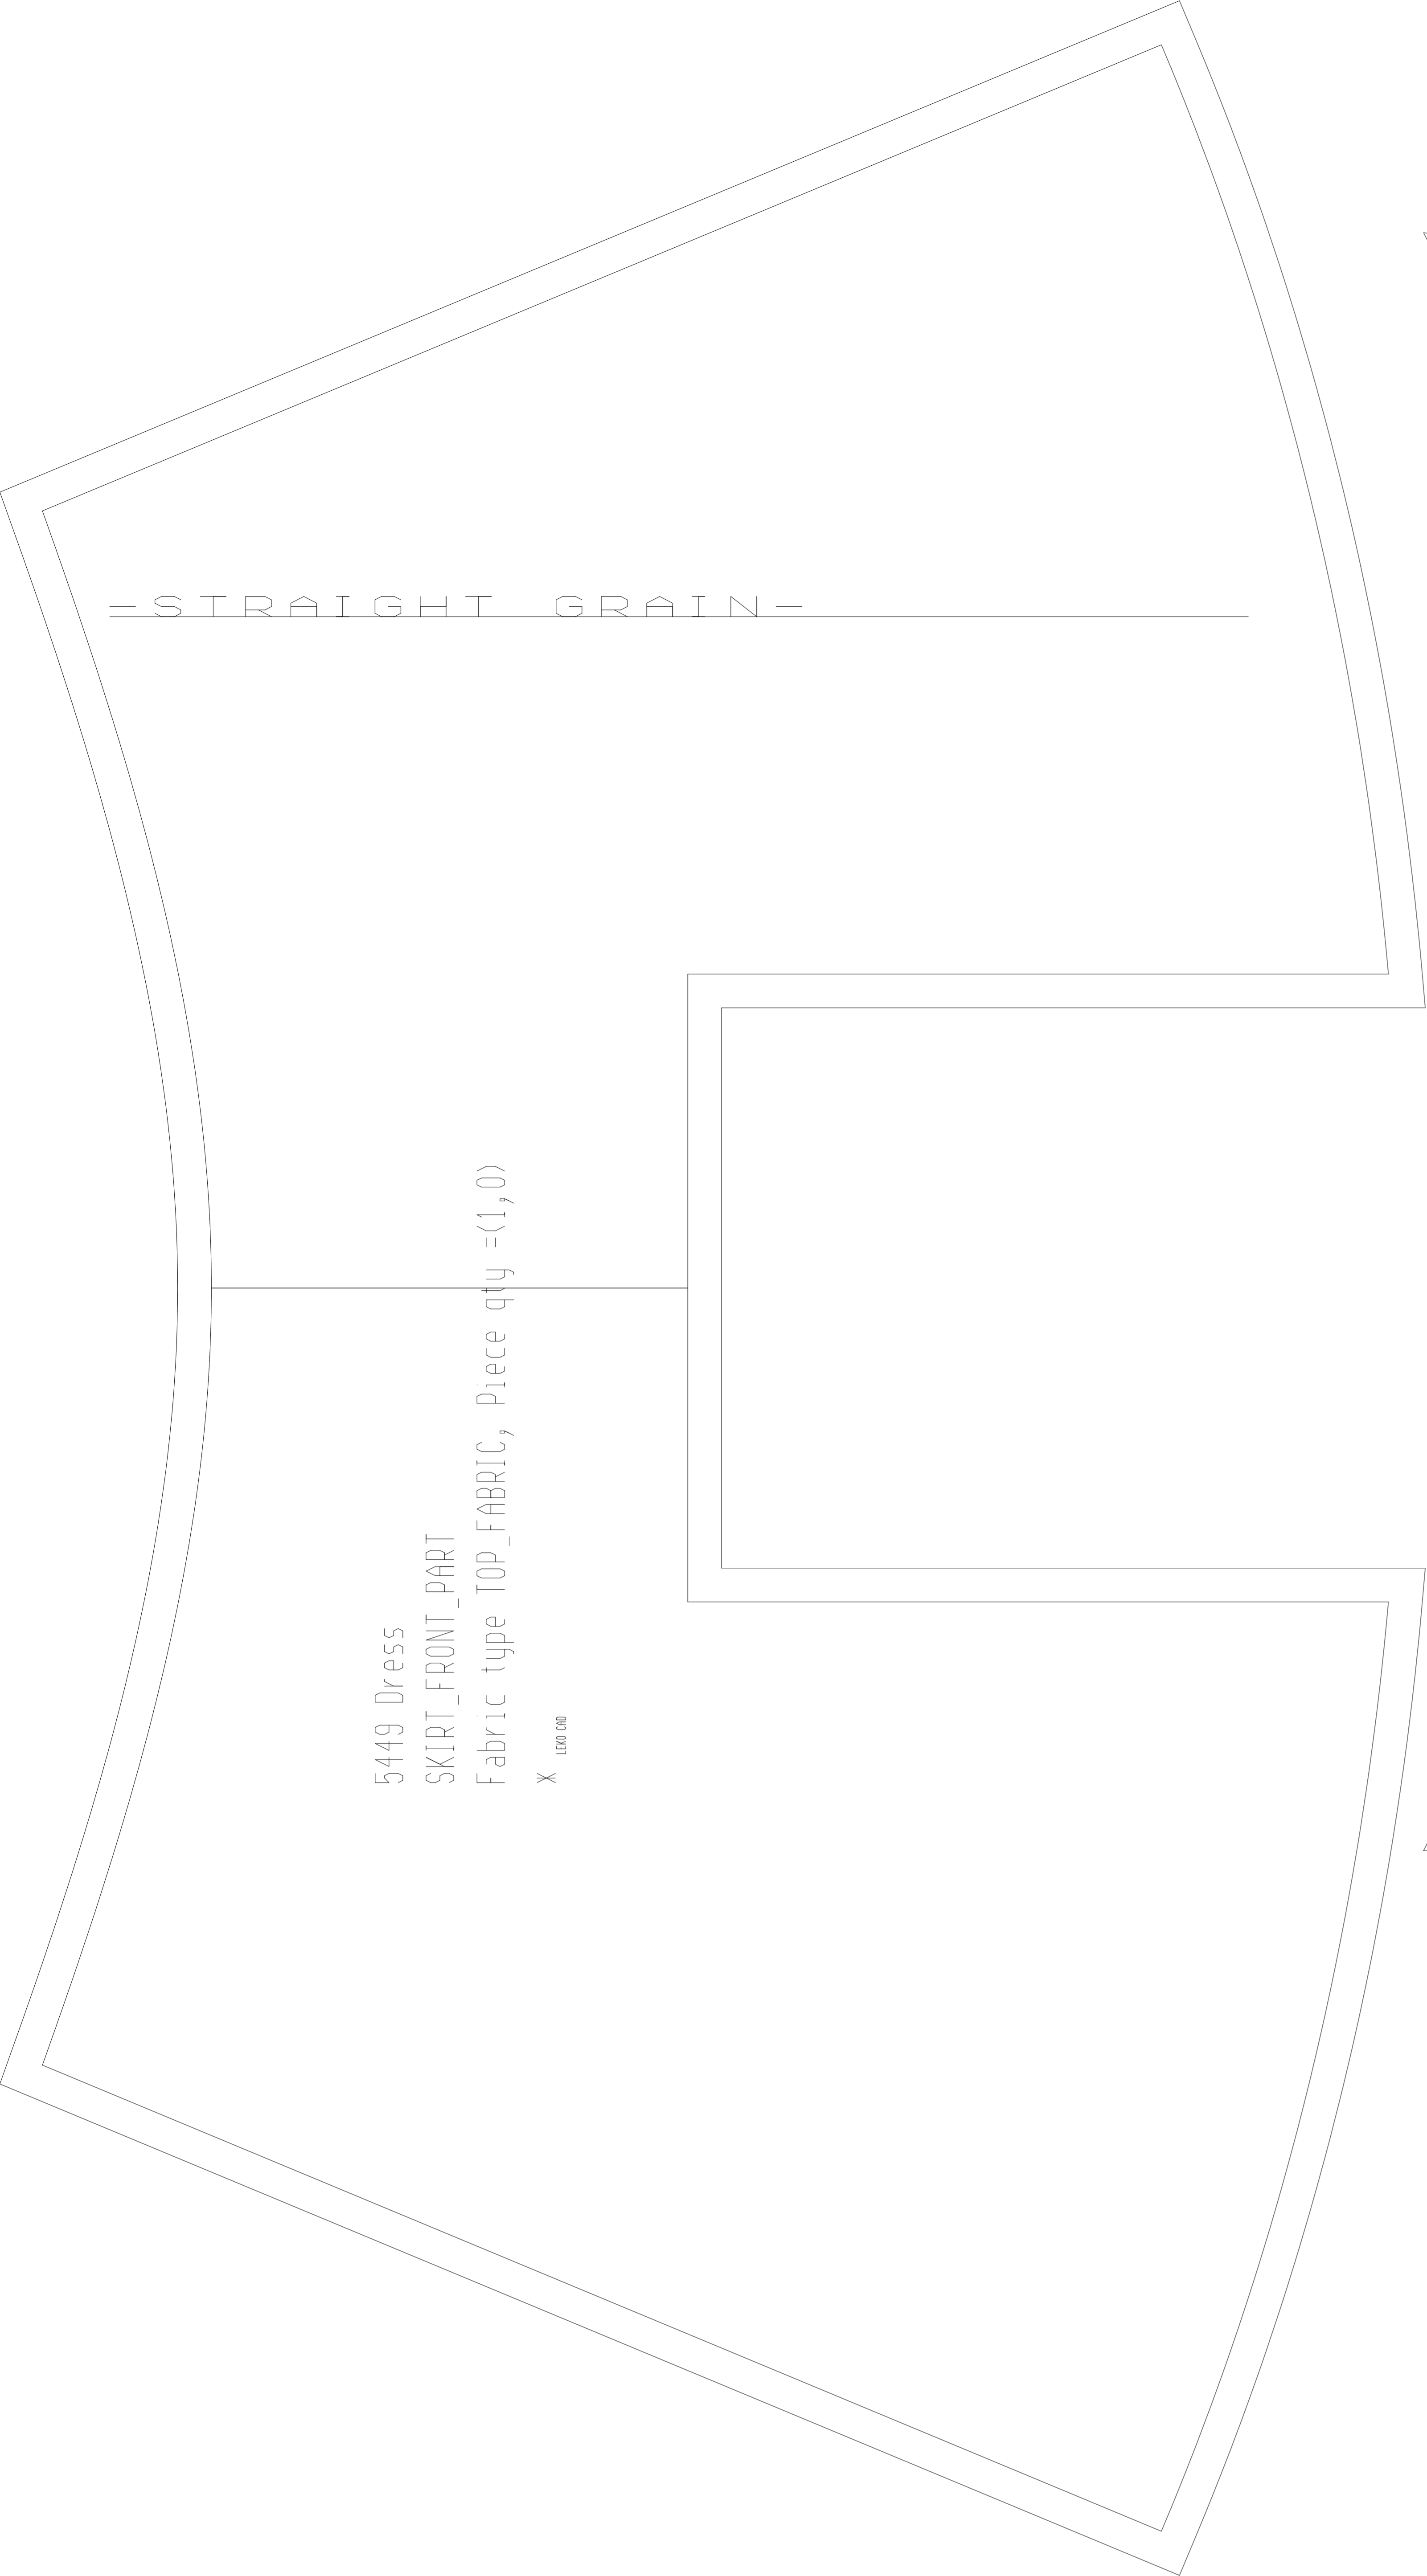 -STRAIGHT GRAIN-
5449 Dress
SKIRT_FRONT_PART
Fabric type TOP_FABRIC, Piece qty =(1,0)
* LEKO CAD